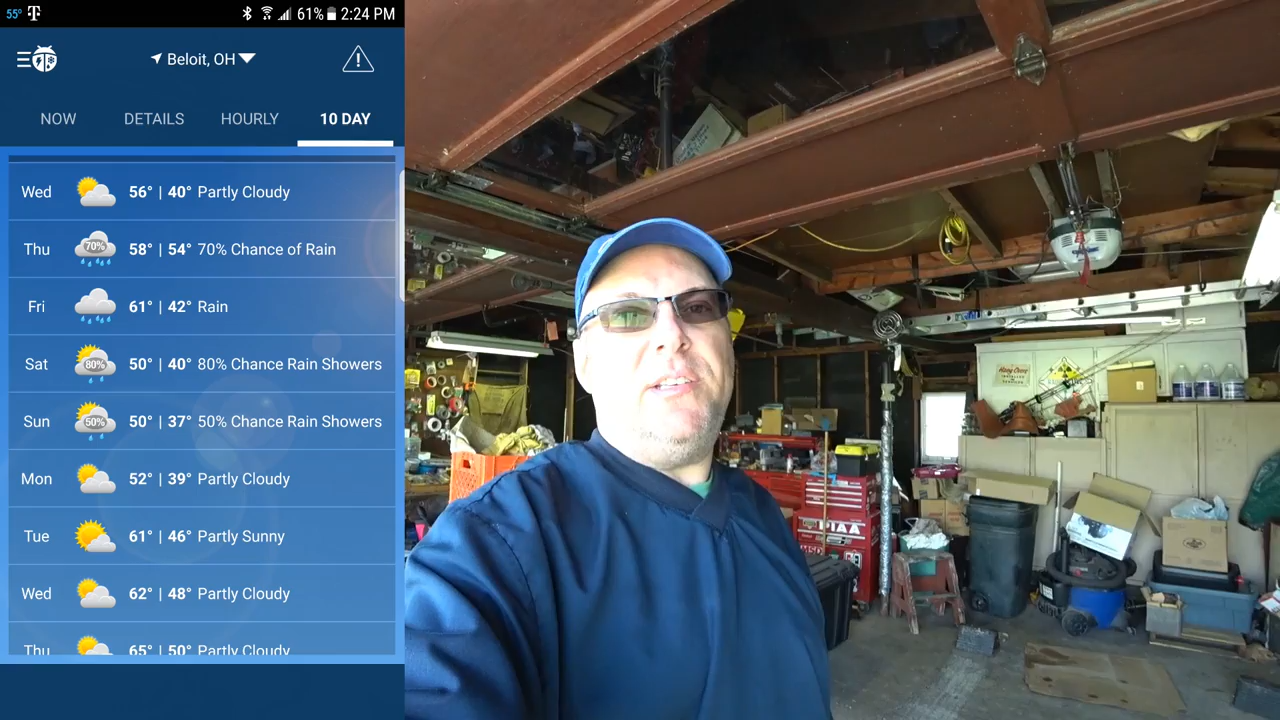 55° T 61% 2:24 PM
Beloit, OH
NOW DETAILS HOURLY 10 DAY
Wed 56° | 40° Partly Cloudy
Thu 70% 58° | 54° 70% Chance of Rain
Fri 61° | 42° Rain
Sat 80% 50° | 40° 80% Chance Rain Showers
Sun 50% 50° | 37° 50% Chance Rain Showers
Mon 52° | 39° Partly Cloudy
Tue 61° | 46° Partly Sunny
Wed 62° | 48° Partly Cloudy
Thu 65° | 50° Partly Cloudy